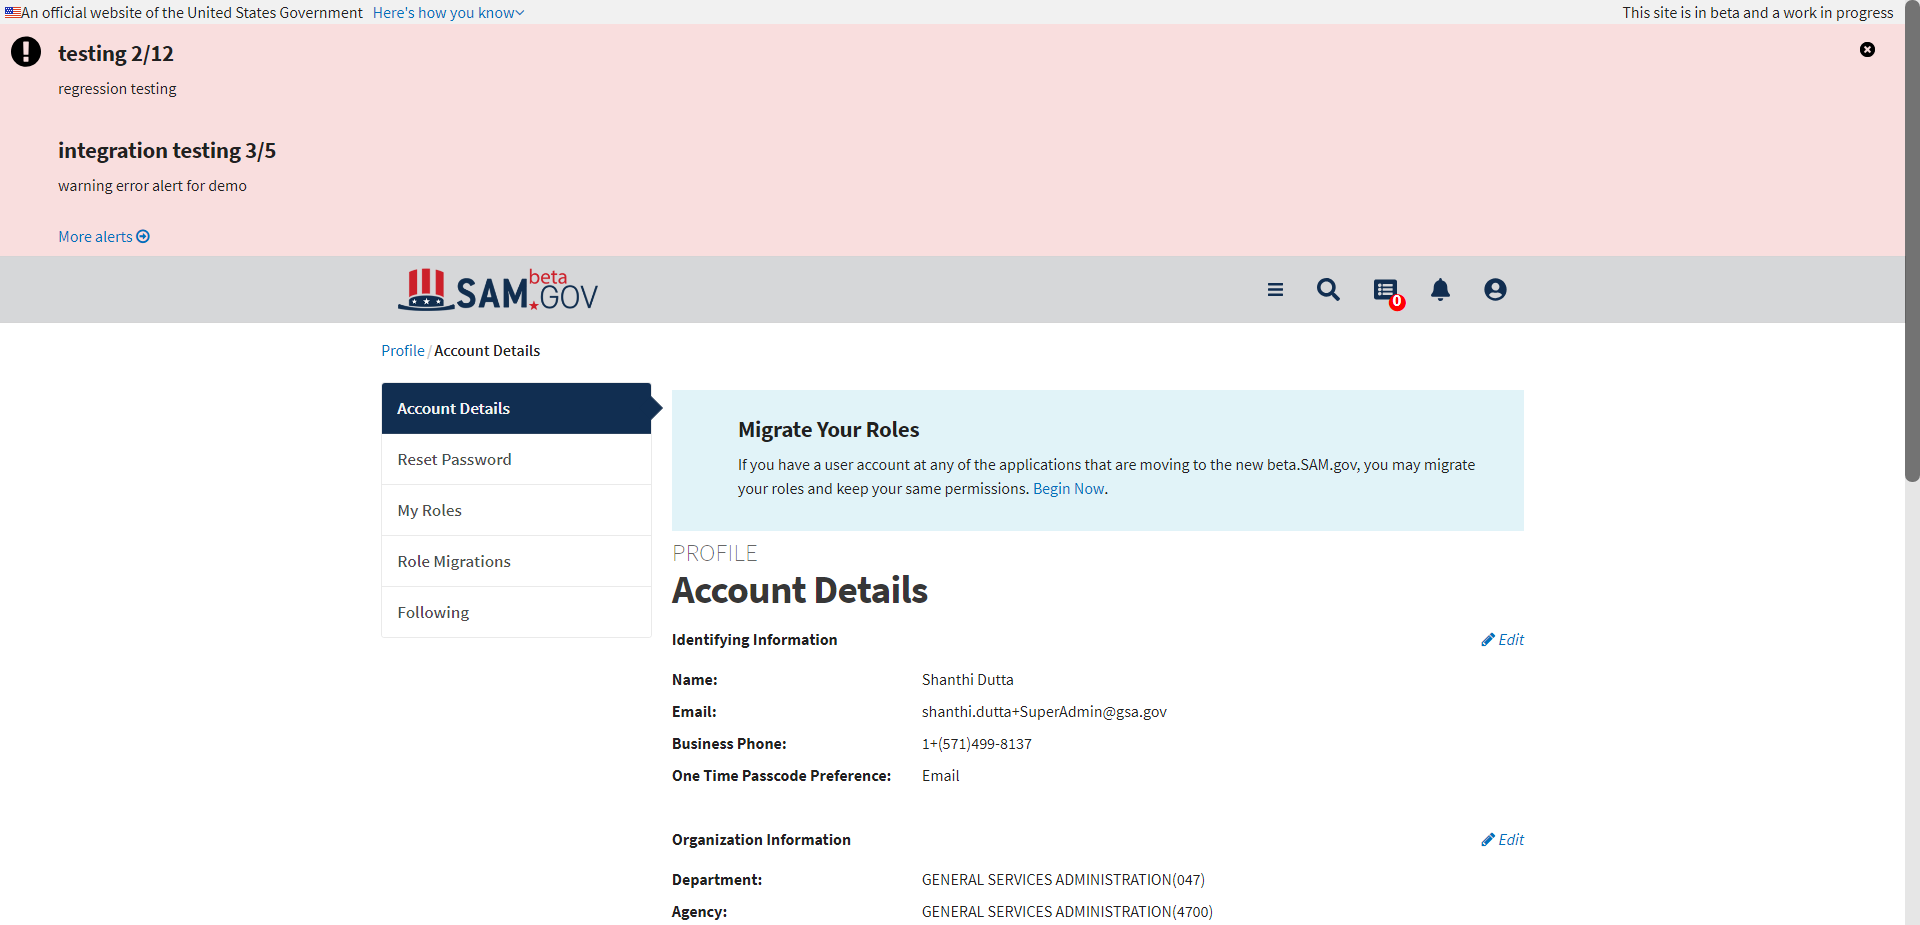 An official website of the United States Government Here's how you know
This site is in beta and a work in progress
testing 2/12
regression testing
integration testing 3/5
warning error alert for demo
More alerts
SAM.GOV beta
0
Profile / Account Details
Account Details
Reset Password
My Roles
Role Migrations
Following
Migrate Your Roles
If you have a user account at any of the applications that are moving to the new beta.SAM.gov, you may migrate
your roles and keep your same permissions. Begin Now.
PROFILE
Account Details
Identifying Information Edit
Name: Shanthi Dutta
Email: shanthi.dutta+SuperAdmin@gsa.gov
Business Phone: 1+(571)499-8137
One Time Passcode Preference: Email
Organization Information Edit
Department: GENERAL SERVICES ADMINISTRATION(047)
Agency: GENERAL SERVICES ADMINISTRATION(4700)